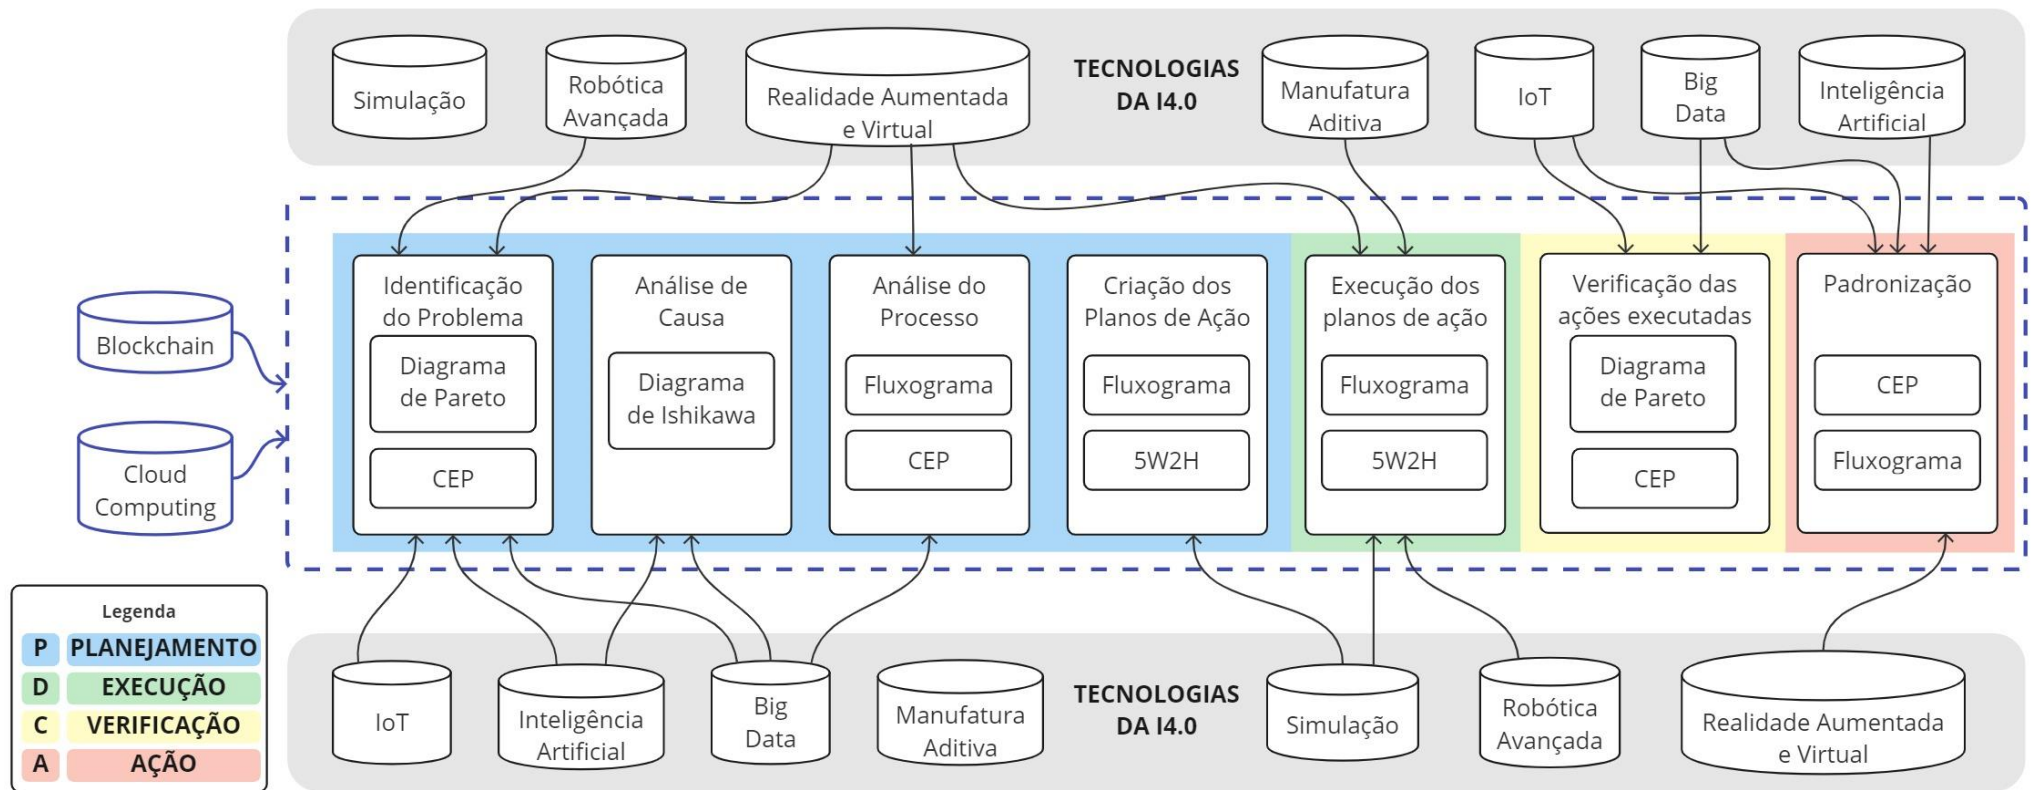 Simulação
Robótica
Avançada
Realidade Aumentada
e Virtual
TECNOLOGIAS
DA I4.0
Manufatura
Aditiva
IoT
Big
Data
Inteligência
Artificial
Blockchain
Cloud
Computing
Identificação
do Problema
Diagrama
de Pareto
CEP
Análise de
Causa
Diagrama
de Ishikawa
Análise do
Processo
Fluxograma
CEP
Criação dos
Planos de Ação
Fluxograma
5W2H
Execução dos
planos de ação
Fluxograma
5W2H
Verificação das
ações executadas
Diagrama
de Pareto
CEP
Padronização
CEP
Fluxograma
Legenda
P PLANEJAMENTO
D EXECUÇÃO
C VERIFICAÇÃO
A AÇÃO
IoT
Inteligência
Artificial
Big
Data
Manufatura
Aditiva
TECNOLOGIAS
DA I4.0
Simulação
Robótica
Avançada
Realidade Aumentada
e Virtual